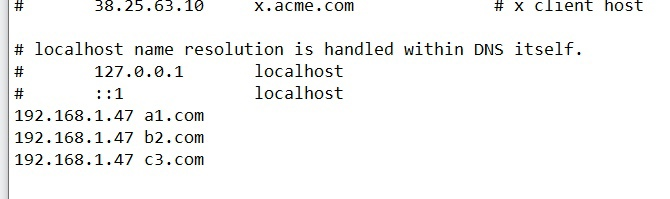 #       38.25.63.10     x.acme.com              # x client host

# localhost name resolution is handled within DNS itself.
#       127.0.0.1       localhost
#       ::1             localhost
192.168.1.47 a1.com
192.168.1.47 b2.com
192.168.1.47 c3.com